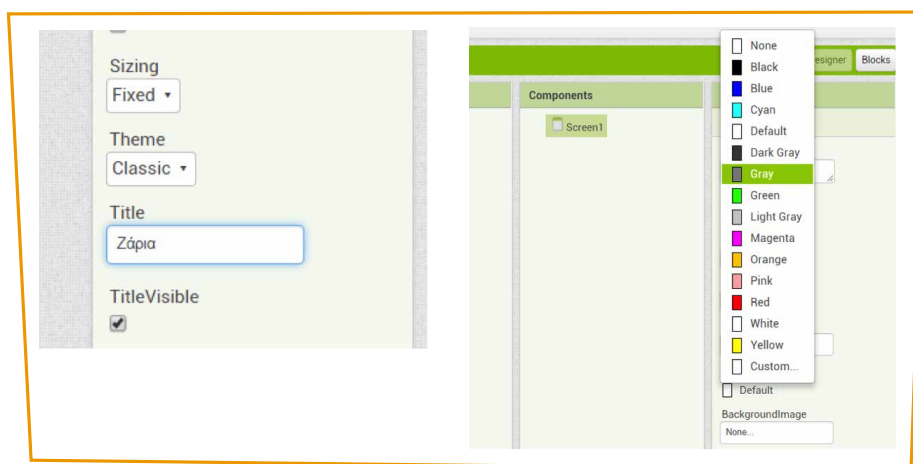 Sizing
Fixed
Theme
Classic
Title
Ζάρια
TitleVisible
Components
Screen1
esigner
Blocks
None
Black
Blue
Cyan
Default
Dark Gray
Gray
Green
Light Gray
Magenta
Orange
Pink
Red
White
Yellow
Custom...
Default
BackgroundImage
None...